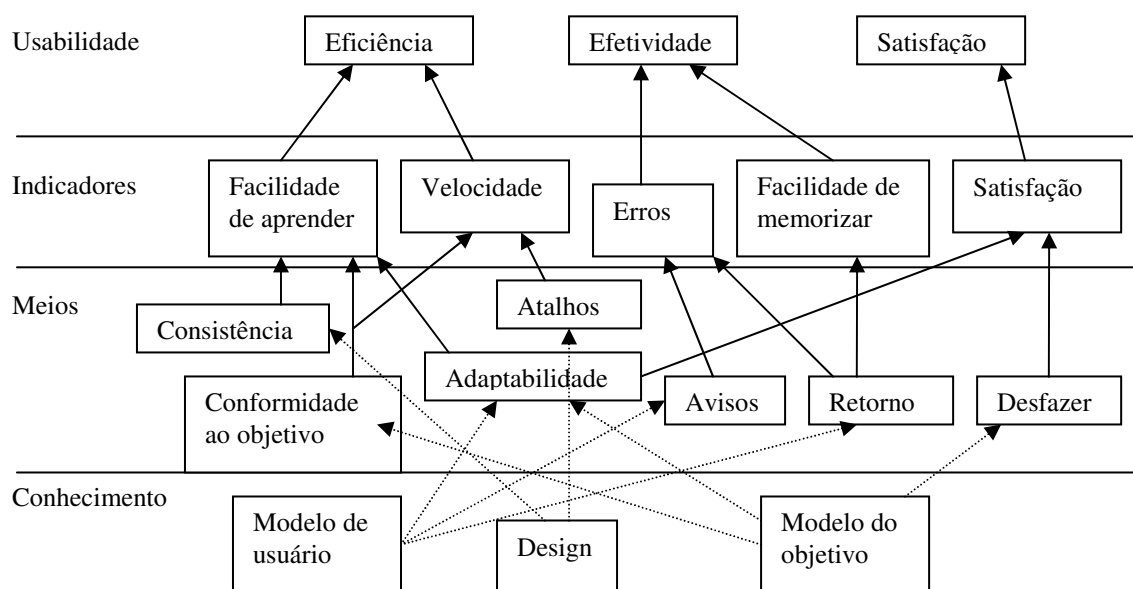 Usabilidade
Eficiência
Efetividade
Satisfação
Indicadores
Facilidade
de aprender
Velocidade
Erros
Facilidade de
memorizar
Satisfação
Meios
Consistência
Atalhos
Adaptabilidade
Conformidade
ao objetivo
Avisos
Retorno
Desfazer
Conhecimento
Modelo de
usuário
Design
Modelo do
objetivo